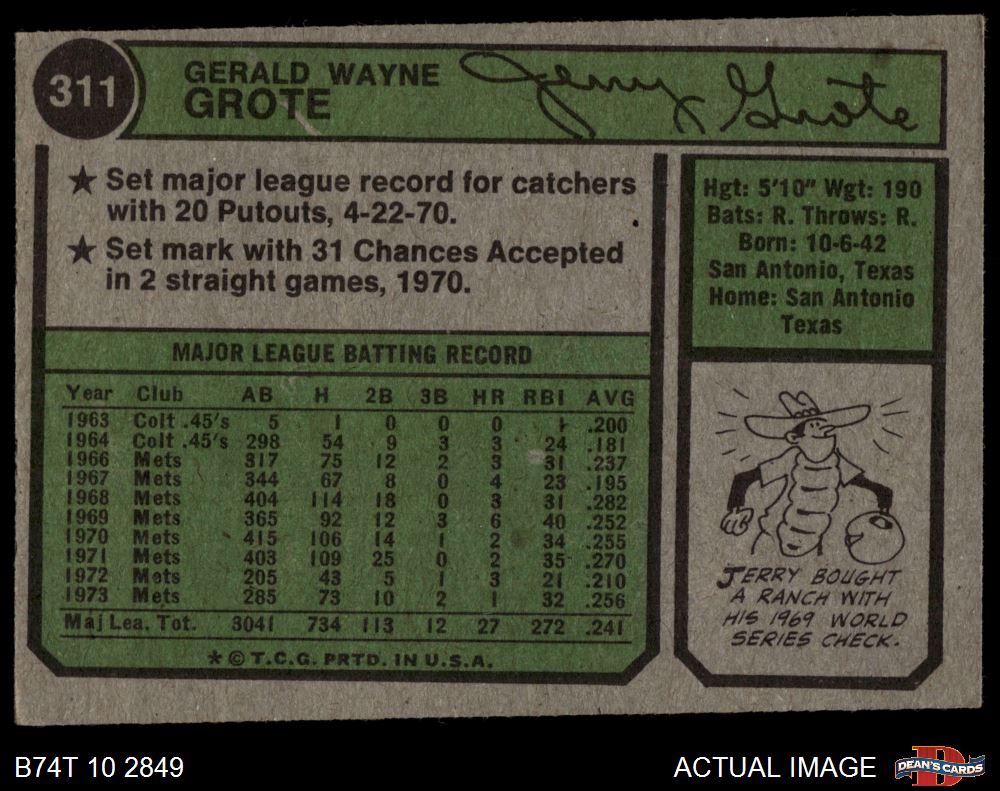 311
GERALD WAYNE
GROTE
Jerry Grote
★ Set major league record for catchers
with 20 Putouts, 4-22-70.
★ Set mark with 31 Chances Accepted
in 2 straight games, 1970.
Hgt: 5'10" Wgt: 190
Bats: R. Throws: R.
Born: 10-6-42
San Antonio, Texas
Home: San Antonio
Texas
MAJOR LEAGUE BATTING RECORD
Year Club AB H 2B 3B HR RBI AVG
1963 Colt .45's 5 1 0 0 0 1 .200
1964 Colt .45's 298 54 9 3 3 24 .181
1966 Mets 317 75 12 2 3 31 .237
1967 Mets 344 67 8 0 4 23 .195
1968 Mets 404 114 18 0 3 31 .282
1969 Mets 365 92 12 3 6 40 .252
1970 Mets 415 106 14 1 2 34 .255
1971 Mets 403 109 25 0 2 35 .270
1972 Mets 205 43 5 1 3 21 .210
1973 Mets 285 73 10 2 1 32 .256
Maj Lea. Tot. 3041 734 113 12 27 272 .241
* © T.C.G. PRTD. IN U.S.A.
JERRY BOUGHT
A RANCH WITH
HIS 1969 WORLD
SERIES CHECK.
B74T 10 2849
ACTUAL IMAGE
DEAN'S CARDS